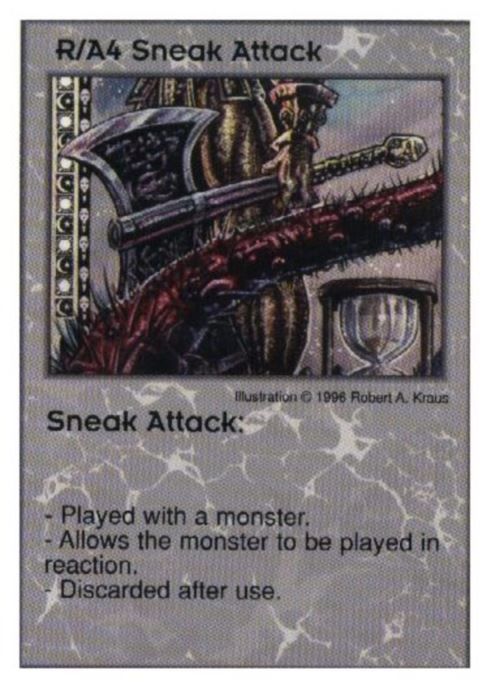 R/A4 Sneak Attack
Illustration © 1996 Robert A. Kraus
Sneak Attack:
- Played with a monster.
- Allows the monster to be played in
reaction.
- Discarded after use.